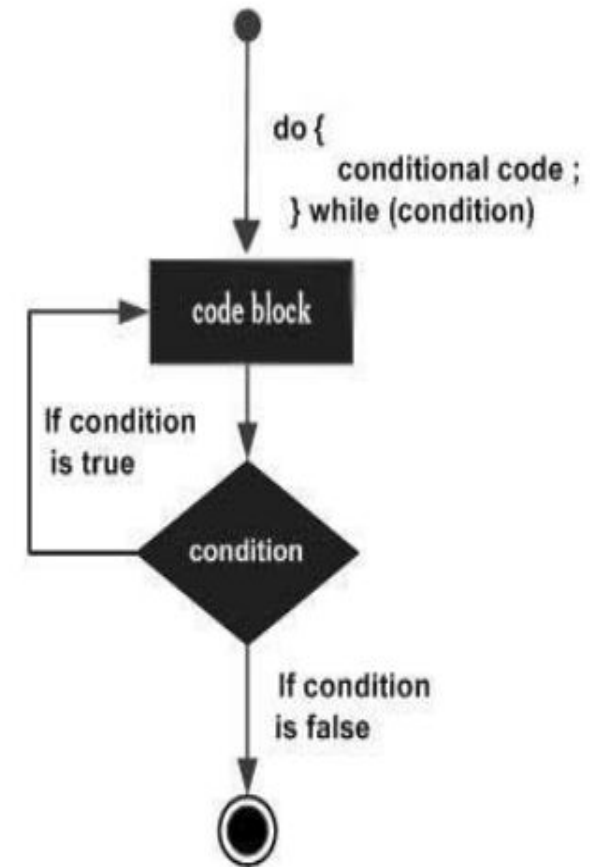 do {
conditional code ;
} while (condition)
code block
If condition
is true
condition
If condition
is false